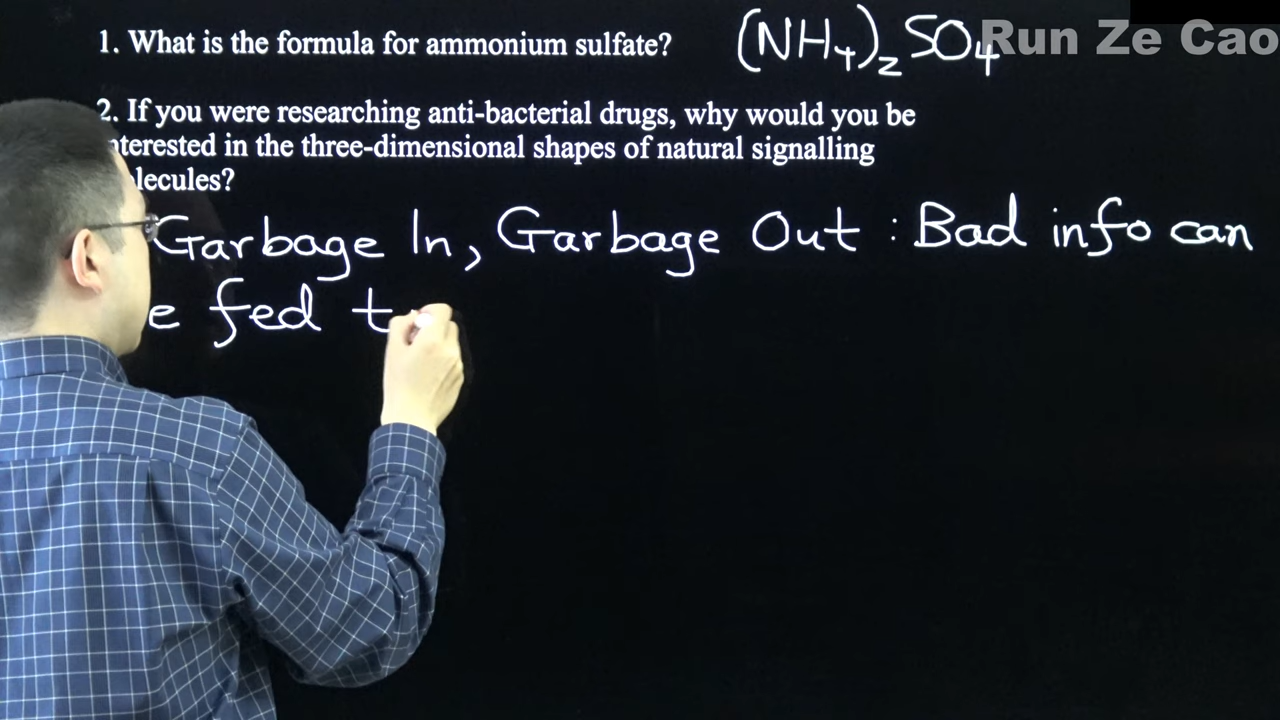 1. What is the formula for ammonium sulfate? (NH4)2SO4
Run Ze Cao
2. If you were researching anti-bacterial drugs, why would you be
in the three-dimensional shapes of natural signalling
Garbage In, Garbage Out : Bad info can
fed